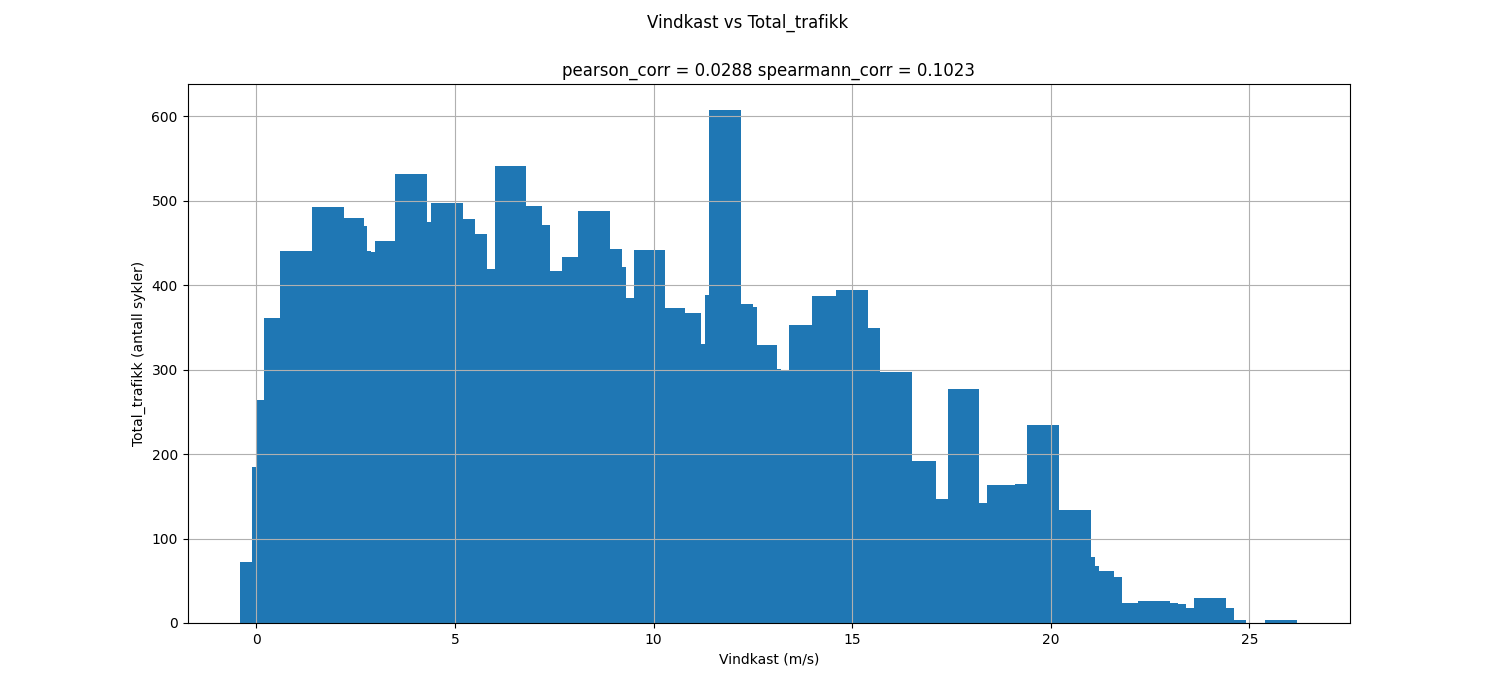 Vindkast vs Total_trafikk
pearson_corr = 0.0288 spearmann_corr = 0.1023
600
500
400
300
200
100
0
Total_trafikk (antall sykler)
0 5 10 15 20 25
Vindkast (m/s)